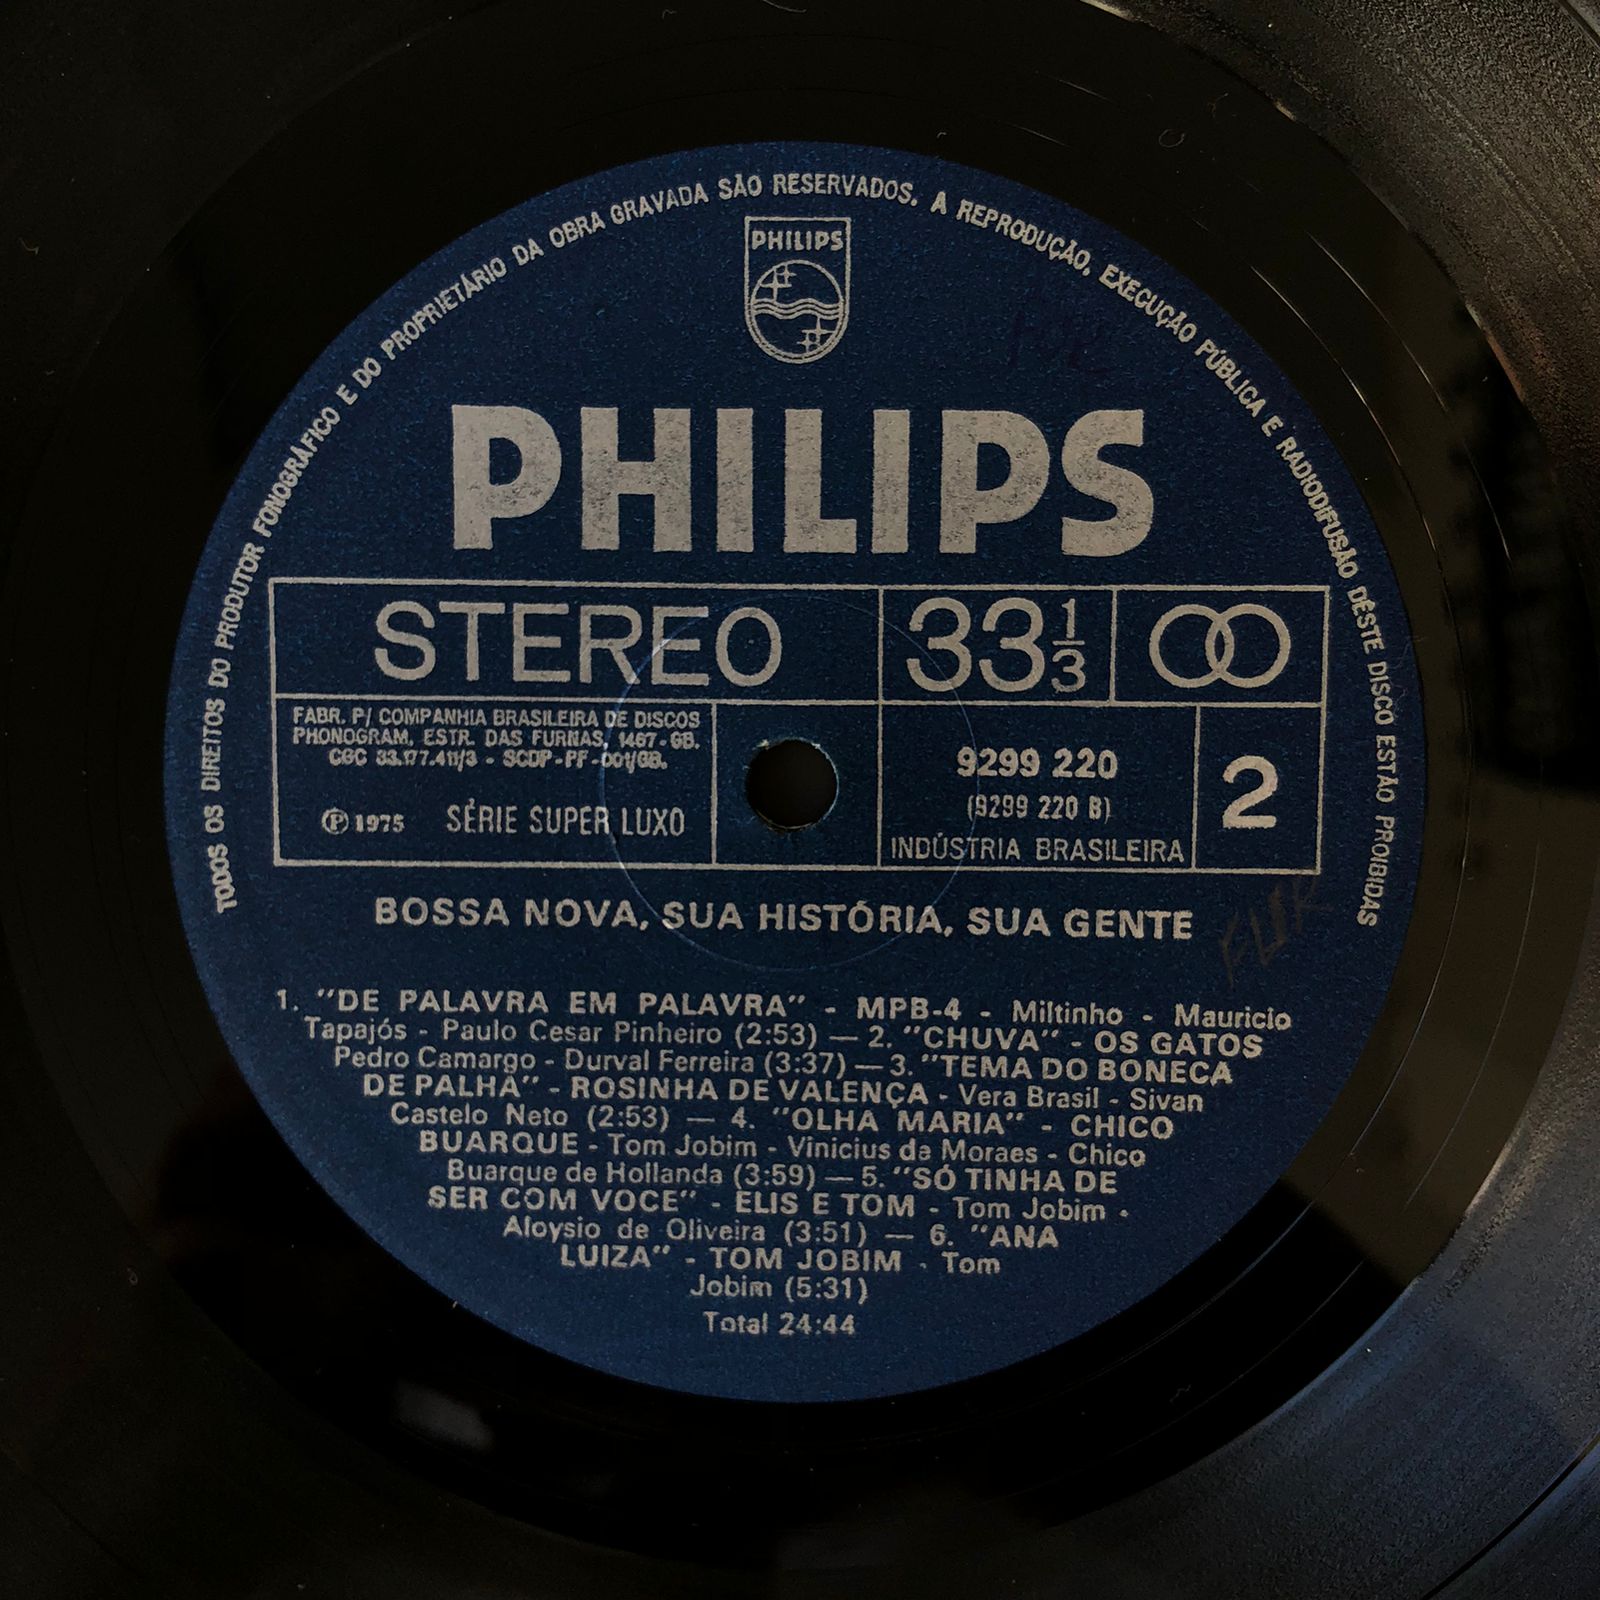 TODOS OS DIREITOS DO PRODUTOR FONOGRÁFICO E DO PROPRIETÁRIO DA OBRA GRAVADA SÃO RESERVADOS. A REPRODUÇÃO, EXECUÇÃO PÚBLICA E RADIODIFUSÃO DÊSTE DISCO ESTÃO PROIBIDAS
PHILIPS
PHILIPS
STEREO 33 1/3
FABR. P/ COMPANHIA BRASILEIRA DE DISCOS
PHONOGRAM, ESTR. DAS FURNAS, 1467-GB.
CGC 33.177.411/3 - SCDP-PF-001/GB.
Ⓟ 1975 SÉRIE SUPER LUXO
9299 220
(9299 220 B)
INDÚSTRIA BRASILEIRA
2
BOSSA NOVA, SUA HISTÓRIA, SUA GENTE
1. "DE PALAVRA EM PALAVRA" - MPB-4 - Miltinho - Mauricio
Tapajós - Paulo Cesar Pinheiro (2:53) — 2. "CHUVA" - OS GATOS
Pedro Camargo - Durval Ferreira (3:37) — 3. "TEMA DO BONECA
DE PALHA" - ROSINHA DE VALENÇA - Vera Brasil - Sivan
Castelo Neto (2:53) — 4. "OLHA MARIA" - CHICO
BUARQUE - Tom Jobim - Vinicius de Moraes - Chico
Buarque de Hollanda (3:59) — 5. "SÓ TINHA DE
SER COM VOCE" - ELIS E TOM - Tom Jobim -
Aloysio de Oliveira (3:51) — 6. "ANA
LUIZA" - TOM JOBIM - Tom
Jobim (5:31)
Total 24:44